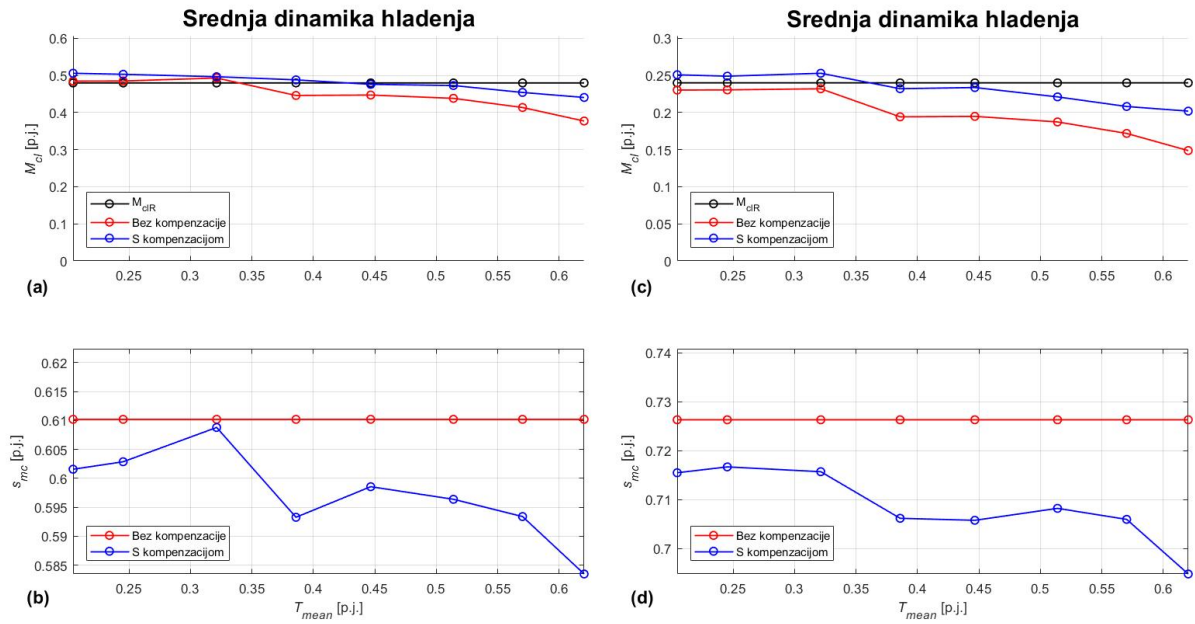 Srednja dinamika hladenja
0.6
0.5
0.4
0.3
0.2
0.1
0
M_cl [p.j.]
M_clR
Bez kompenzacije
S kompenzacijom
0.25 0.3 0.35 0.4 0.45 0.5 0.55 0.6
(a)
Srednja dinamika hladenja
0.3
0.25
0.2
0.15
0.1
0.05
0
M_cl [p.j.]
M_clR
Bez kompenzacije
S kompenzacijom
0.25 0.3 0.35 0.4 0.45 0.5 0.55 0.6
(c)
0.62
0.615
0.61
0.605
0.6
0.595
0.59
0.585
s_mc [p.j.]
Bez kompenzacije
S kompenzacijom
0.25 0.3 0.35 0.4 0.45 0.5 0.55 0.6
T_mean [p.j.]
(b)
0.74
0.73
0.72
0.71
0.7
s_mc [p.j.]
Bez kompenzacije
S kompenzacijom
0.25 0.3 0.35 0.4 0.45 0.5 0.55 0.6
T_mean [p.j.]
(d)